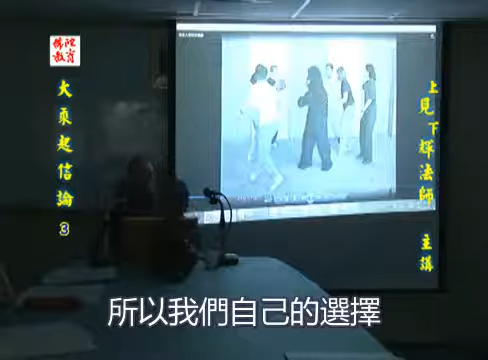 佛陀
教育
大乘起信論 3
上見下輝法師 主講
所以我們自己的選擇